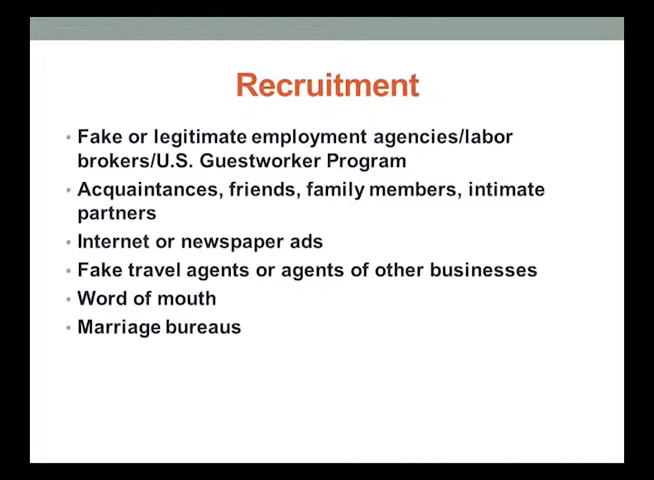 Recruitment
• Fake or legitimate employment agencies/labor
brokers/U.S. Guestworker Program
• Acquaintances, friends, family members, intimate
partners
• Internet or newspaper ads
• Fake travel agents or agents of other businesses
• Word of mouth
• Marriage bureaus